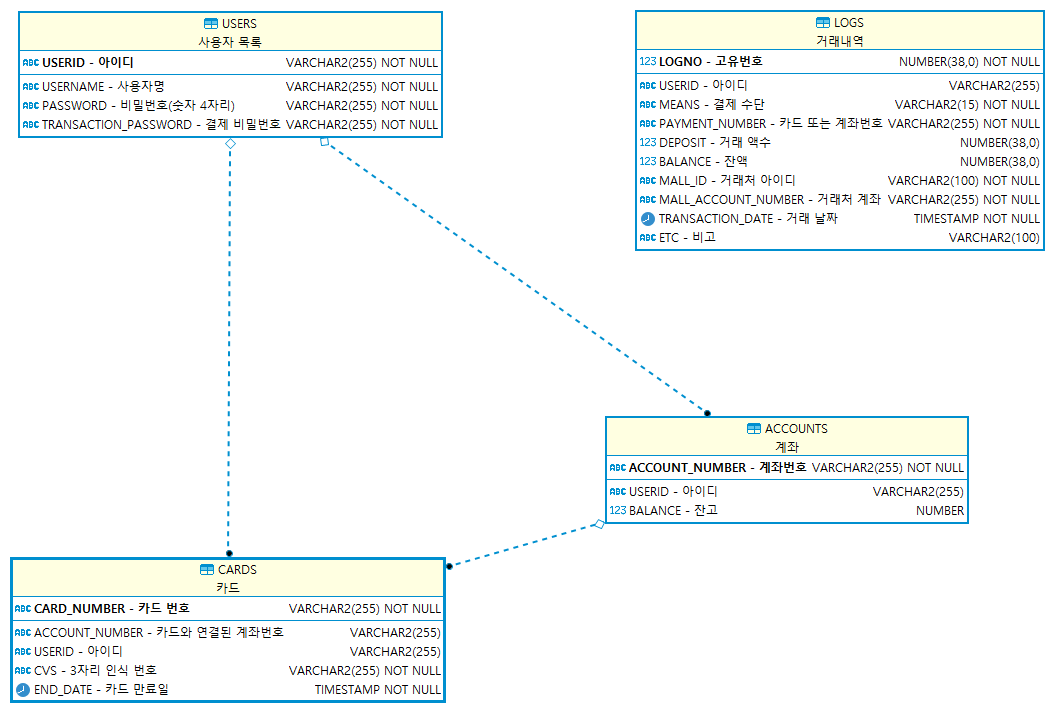 USERS
사용자 목록
ABC USERID - 아이디 VARCHAR2(255) NOT NULL
ABC USERNAME - 사용자명 VARCHAR2(255) NOT NULL
ABC PASSWORD - 비밀번호(숫자 4자리) VARCHAR2(255) NOT NULL
ABC TRANSACTION_PASSWORD - 결제 비밀번호 VARCHAR2(255) NOT NULL
LOGS
거래내역
123 LOGNO - 고유번호 NUMBER(38,0) NOT NULL
ABC USERID - 아이디 VARCHAR2(255)
ABC MEANS - 결제 수단 VARCHAR2(15) NOT NULL
ABC PAYMENT_NUMBER - 카드 또는 계좌번호 VARCHAR2(255) NOT NULL
123 DEPOSIT - 거래 액수 NUMBER(38,0)
123 BALANCE - 잔액 NUMBER(38,0)
ABC MALL_ID - 거래처 아이디 VARCHAR2(100) NOT NULL
ABC MALL_ACCOUNT_NUMBER - 거래처 계좌 VARCHAR2(255) NOT NULL
TRANSACTION_DATE - 거래 날짜 TIMESTAMP NOT NULL
ABC ETC - 비고 VARCHAR2(100)
ACCOUNTS
계좌
ABC ACCOUNT_NUMBER - 계좌번호 VARCHAR2(255) NOT NULL
ABC USERID - 아이디 VARCHAR2(255)
123 BALANCE - 잔고 NUMBER
CARDS
카드
ABC CARD_NUMBER - 카드 번호 VARCHAR2(255) NOT NULL
ABC ACCOUNT_NUMBER - 카드와 연결된 계좌번호 VARCHAR2(255)
ABC USERID - 아이디 VARCHAR2(255)
ABC CVS - 3자리 인식 번호 VARCHAR2(255) NOT NULL
END_DATE - 카드 만료일 TIMESTAMP NOT NULL